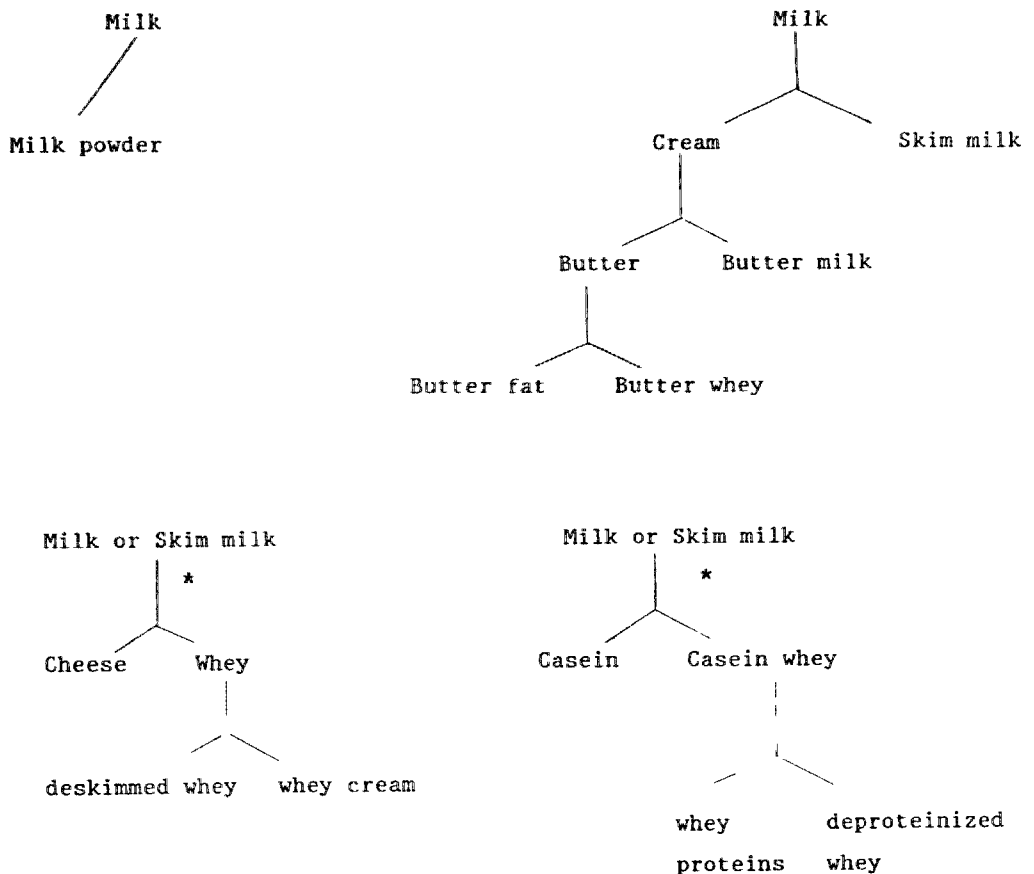 Milk
Milk powder
Milk
Cream
Skim milk
Butter
Butter milk
Butter fat
Butter whey
Milk or Skim milk
*
Cheese
Whey
deskimmed whey
whey cream
Milk or Skim milk
*
Casein
Casein whey
whey
proteins
deproteinized
whey